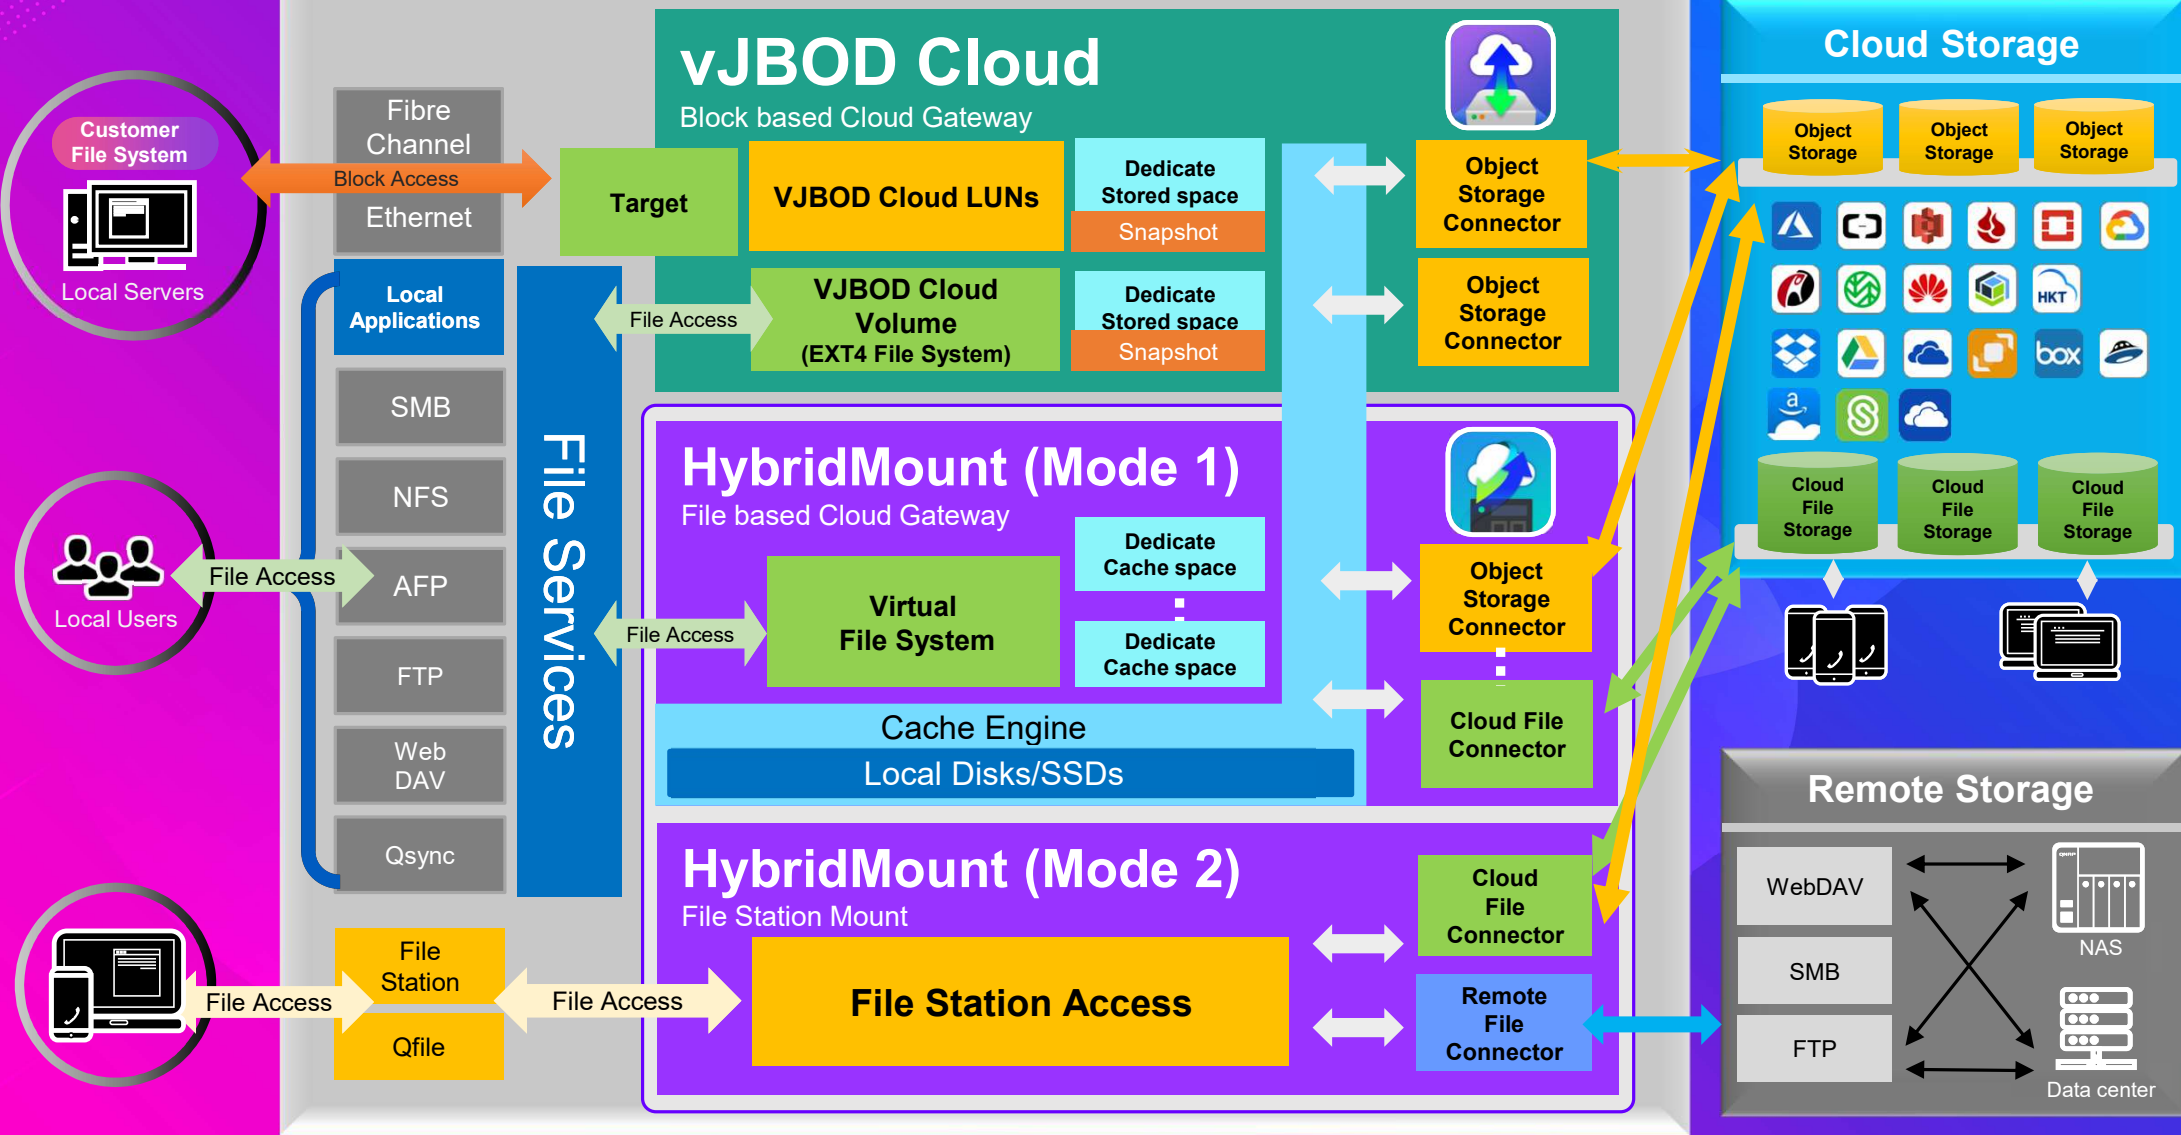 Customer
File System
Local Servers
Local Users
File Access
File Access
Fibre
Channel
Block Access
Ethernet
Local
Applications
SMB
NFS
AFP
FTP
Web
DAV
Qsync
File
Station
Qfile
File Services
File Access
File Access
File Access
vJBOD Cloud
Block based Cloud Gateway
Target
VJBOD Cloud LUNs
Dedicate
Stored space
Snapshot
Object
Storage
Connector
VJBOD Cloud
Volume
(EXT4 File System)
Dedicate
Stored space
Snapshot
Object
Storage
Connector
HybridMount (Mode 1)
File based Cloud Gateway
Virtual
File System
Dedicate
Cache space
Dedicate
Cache space
Object
Storage
Connector
Cloud File
Connector
Cache Engine
Local Disks/SSDs
HybridMount (Mode 2)
File Station Mount
File Station Access
Cloud
File
Connector
Remote
File
Connector
Cloud Storage
Object
Storage
Object
Storage
Object
Storage
HKT
box
a
Cloud
File
Storage
Cloud
File
Storage
Cloud
File
Storage
Remote Storage
WebDAV
SMB
FTP
QNAP
NAS
Data center